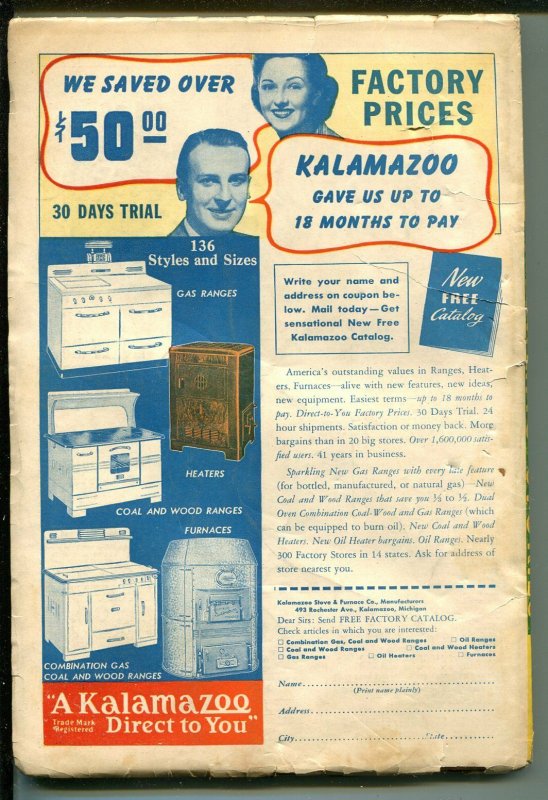 WE SAVED OVER
$50.00
30 DAYS TRIAL
FACTORY
PRICES
KALAMAZOO
GAVE US UP TO
18 MONTHS TO PAY
136
Styles and Sizes
GAS RANGES
HEATERS
COAL AND WOOD RANGES
FURNACES
COMBINATION GAS
COAL AND WOOD RANGES
"A Kalamazoo
Trade Mark
Registered
Direct to You"
Write your name and
address on coupon be-
low. Mail today—Get
sensational New Free
Kalamazoo Catalog.
New
FREE
Catalog
America's outstanding values in Ranges, Heat-
ers, Furnaces—alive with new features, new ideas,
new equipment. Easiest terms—up to 18 months to
pay. Direct-to-You Factory Prices. 30 Days Trial. 24
hour shipments. Satisfaction or money back. More
bargains than in 20 big stores. Over 1,600,000 satis-
fied users. 41 years in business.
Sparkling New Gas Ranges with every late feature
(for bottled, manufactured, or natural gas)—New
Coal and Wood Ranges that save you ⅓ to ½. Dual
Oven Combination Coal-Wood and Gas Ranges (which
can be equipped to burn oil). New Coal and Wood
Heaters. New Oil Heater bargains. Oil Ranges. Nearly
300 Factory Stores in 14 states. Ask for address of
store nearest you.
Kalamazoo Stove & Furnace Co., Manufacturers
493 Rochester Ave., Kalamazoo, Michigan
Dear Sirs: Send FREE FACTORY CATALOG.
Check articles in which you are interested:
□ Combination Gas, Coal and Wood Ranges □ Oil Ranges
□ Coal and Wood Ranges □ Coal and Wood Heaters
□ Gas Ranges □ Oil Heaters □ Furnaces
Name
(Print name plainly)
Address
City State